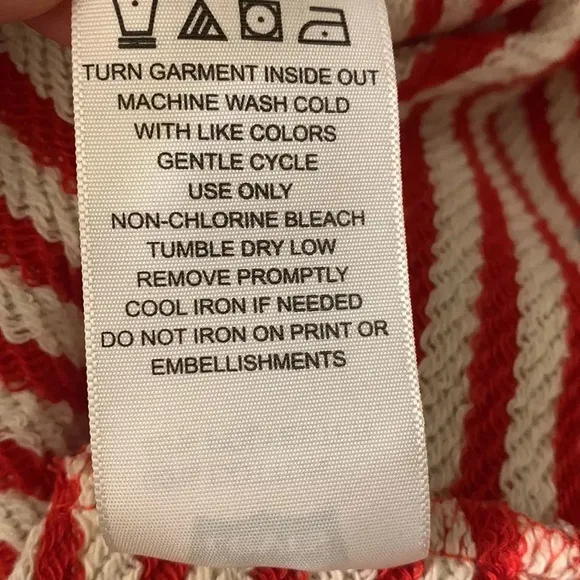 TURN GARMENT INSIDE OUT
MACHINE WASH COLD
WITH LIKE COLORS
GENTLE CYCLE
USE ONLY
NON-CHLORINE BLEACH
TUMBLE DRY LOW
REMOVE PROMPTLY
COOL IRON IF NEEDED
DO NOT IRON ON PRINT OR
EMBELLISHMENTS